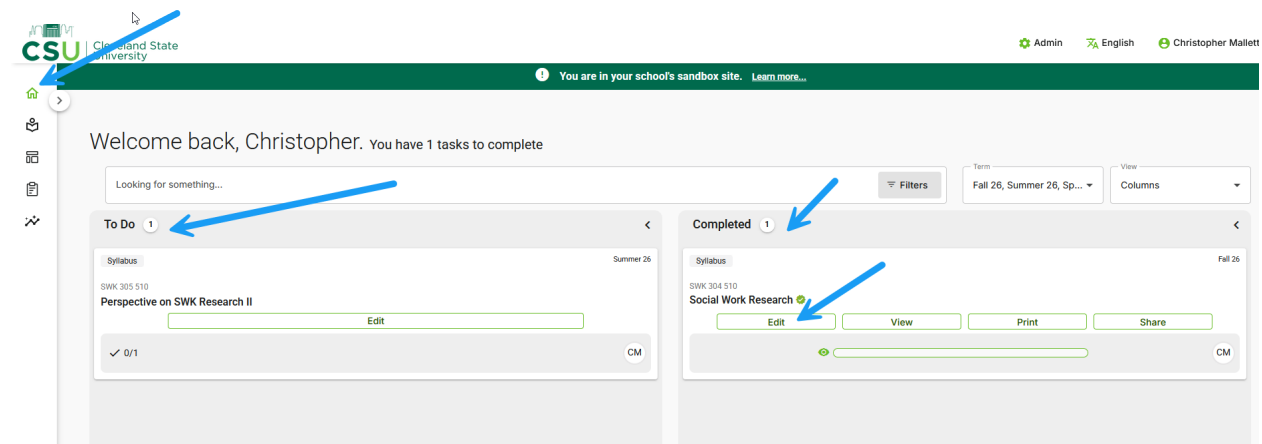 CSU Cleveland State University
Admin English Christopher Mallett
You are in your school's sandbox site. Learn more...
Welcome back, Christopher. You have 1 tasks to complete
Looking for something...
Filters
Term
Fall 26, Summer 26, Sp...
View
Columns
To Do 1
Completed 1
Syllabus Summer 26
SWK 305 510
Perspective on SWK Research II
Edit
0/1 CM
Syllabus Fall 26
SWK 304 510
Social Work Research
Edit View Print Share
CM